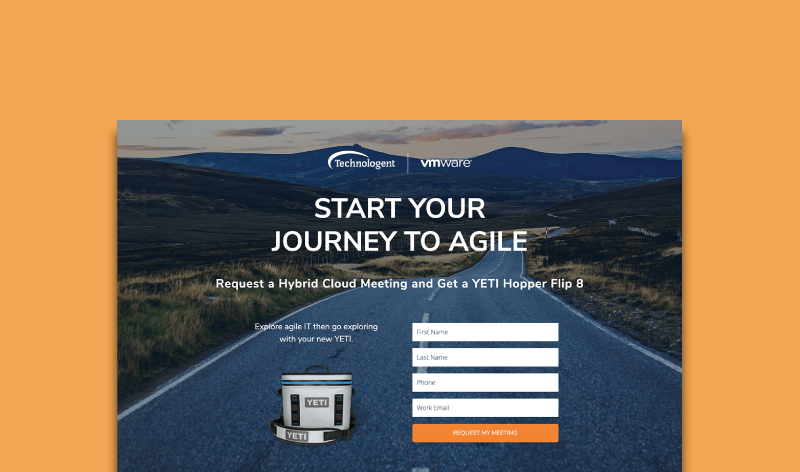 Technologent
vmware
START YOUR
JOURNEY TO AGILE
Request a Hybrid Cloud Meeting and Get a YETI Hopper Flip 8
Explore agile IT then go exploring
with your new YETI.
First Name
Last Name
Phone
Work Email
REQUEST MY MEETING
YETI
YETI